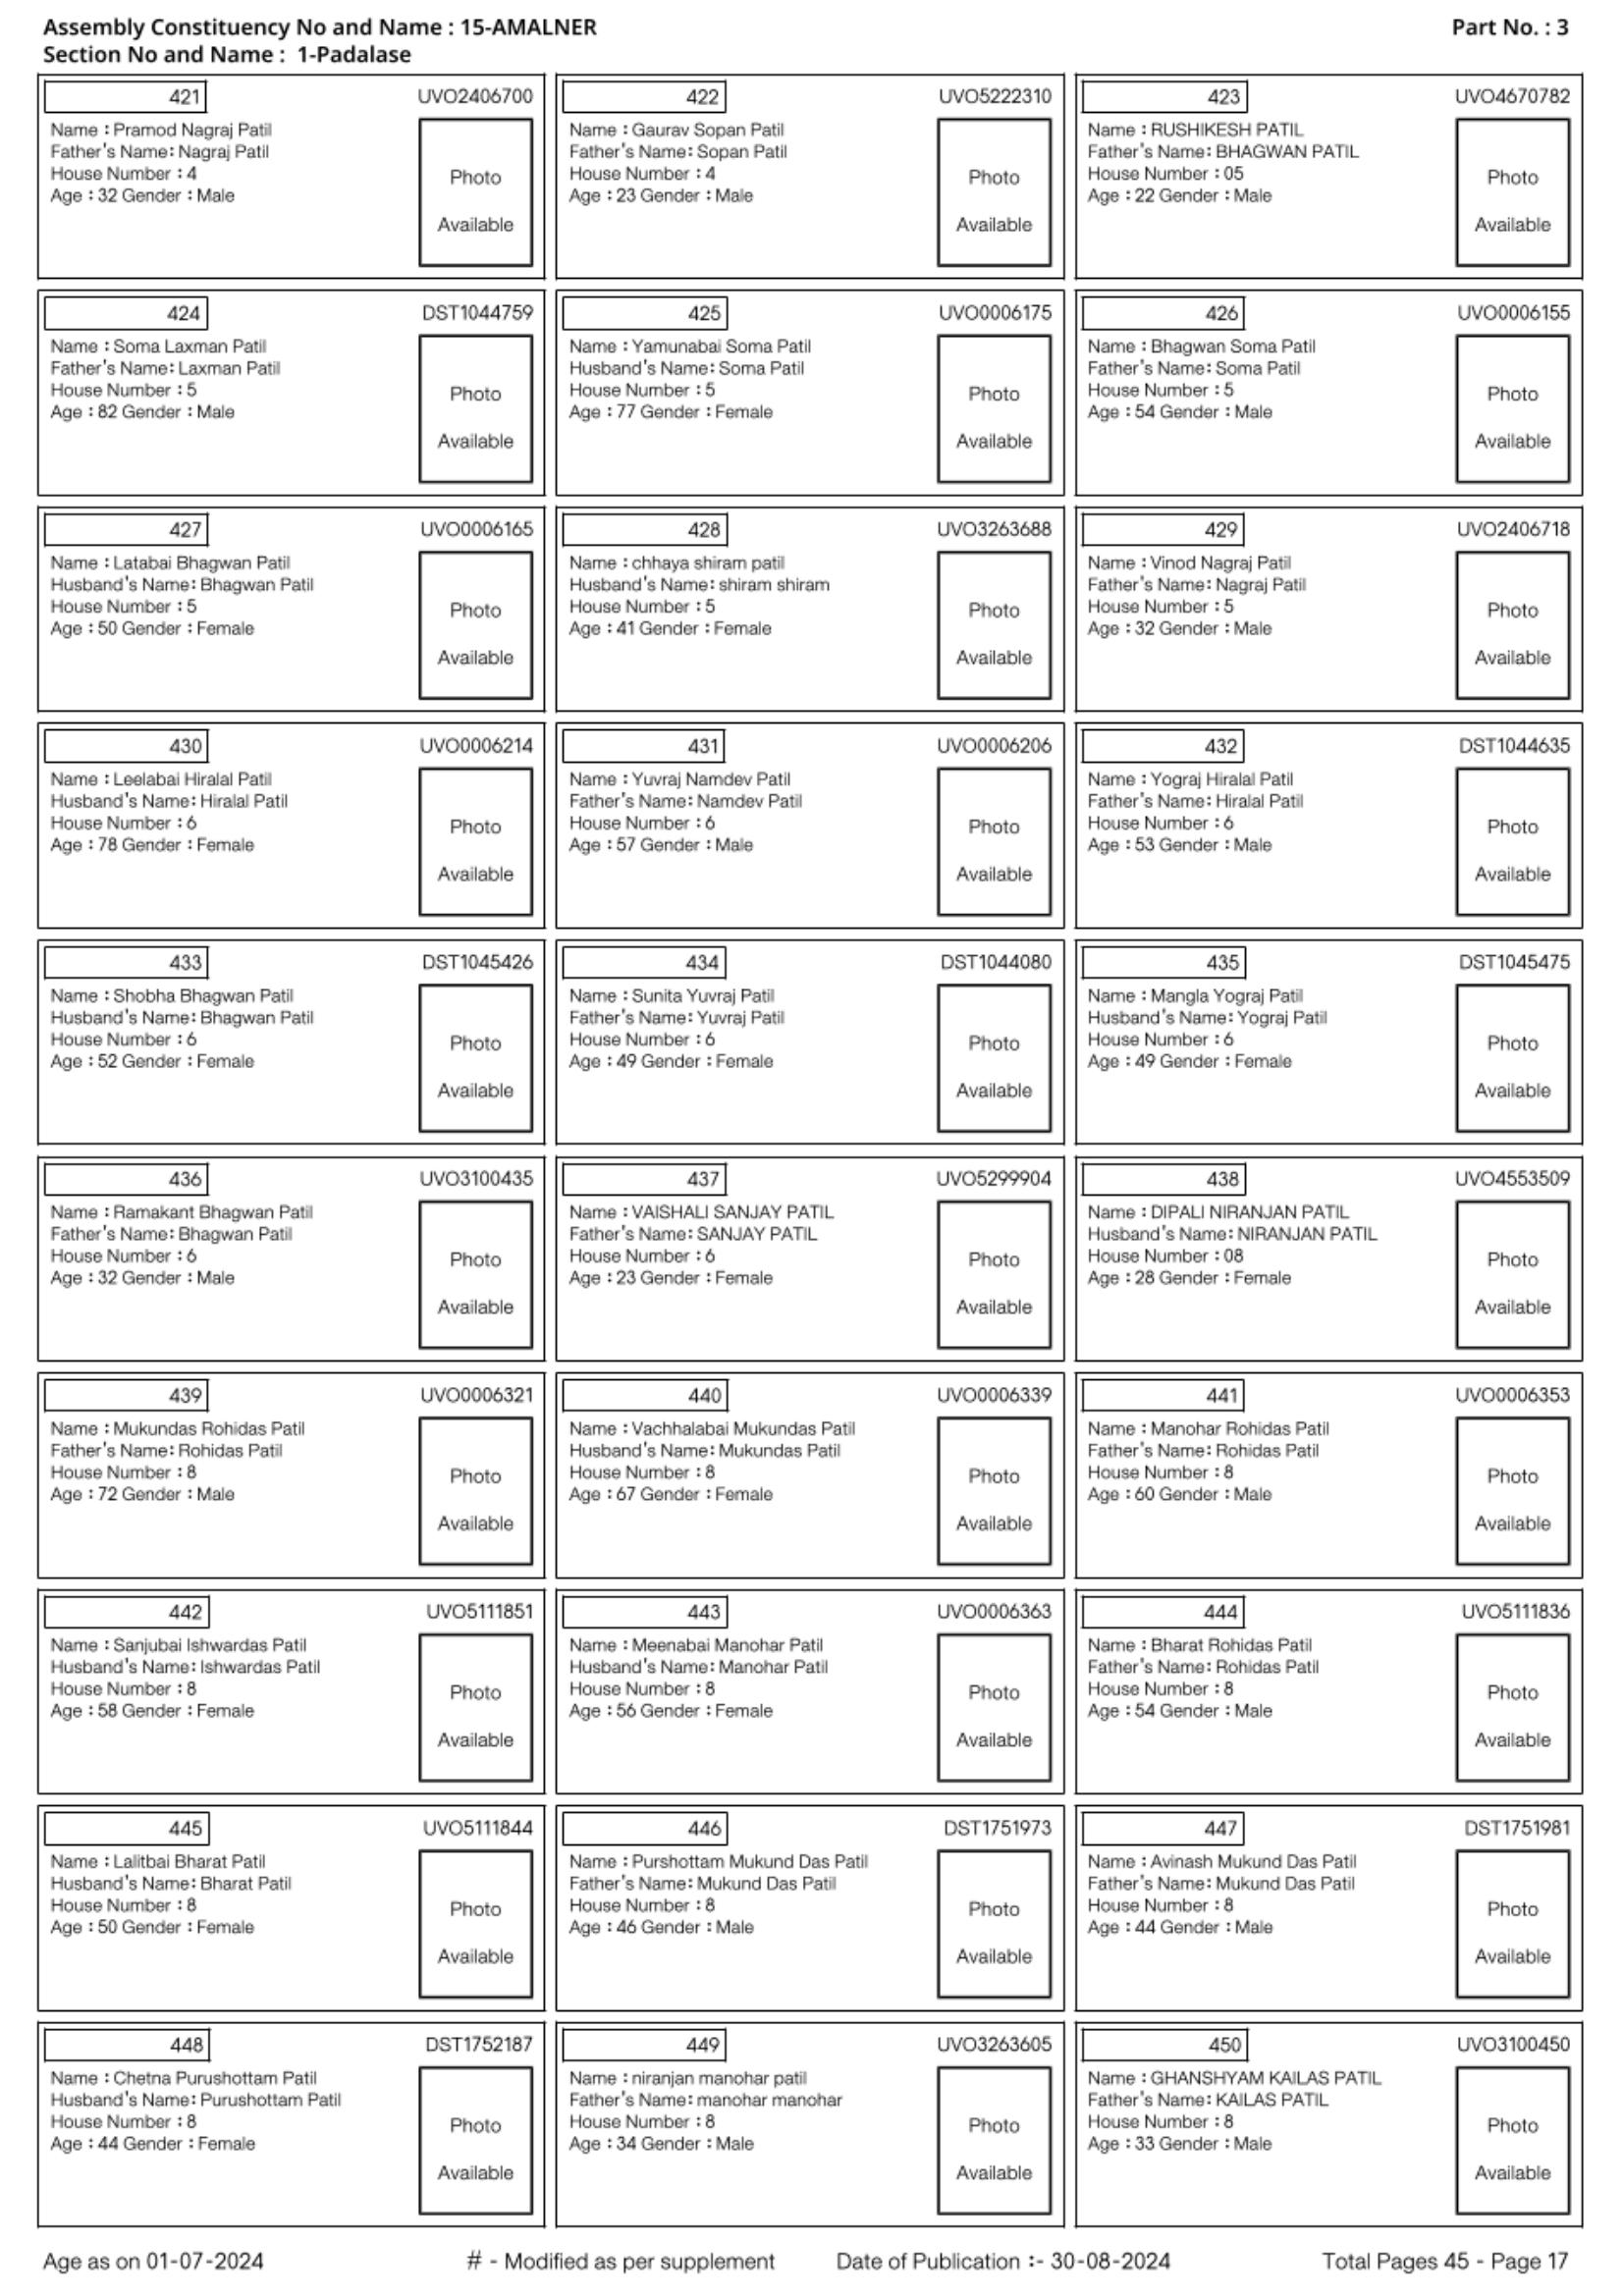 Assembly Constituency No and Name : 15-AMALNER
Part No. : 3
Section No and Name : 1-Padalase
421
UVO2406700
Name : Pramod Nagraj Patil
Father's Name: Nagraj Patil
House Number : 4
Age : 32 Gender : Male
Photo
Available
422
UVO5222310
Name : Gaurav Sopan Patil
Father's Name: Sopan Patil
House Number : 4
Age : 23 Gender : Male
Photo
Available
423
UVO4670782
Name : RUSHIKESH PATIL
Father's Name: BHAGWAN PATIL
House Number : 05
Age : 22 Gender : Male
Photo
Available
424
DST1044759
Name : Soma Laxman Patil
Father's Name: Laxman Patil
House Number : 5
Age : 82 Gender : Male
Photo
Available
425
UVO0006175
Name : Yamunabai Soma Patil
Husband's Name: Soma Patil
House Number : 5
Age : 77 Gender : Female
Photo
Available
426
UVO0006155
Name : Bhagwan Soma Patil
Father's Name: Soma Patil
House Number : 5
Age : 54 Gender : Male
Photo
Available
427
UVO0006165
Name : Latabai Bhagwan Patil
Husband's Name: Bhagwan Patil
House Number : 5
Age : 50 Gender : Female
Photo
Available
428
UVO3263688
Name : chhaya shiram patil
Husband's Name: shiram shiram
House Number : 5
Age : 41 Gender : Female
Photo
Available
429
UVO2406718
Name : Vinod Nagraj Patil
Father's Name: Nagraj Patil
House Number : 5
Age : 32 Gender : Male
Photo
Available
430
UVO0006214
Name : Leelabai Hiralal Patil
Husband's Name: Hiralal Patil
House Number : 6
Age : 78 Gender : Female
Photo
Available
431
UVO0006206
Name : Yuvraj Namdev Patil
Father's Name: Namdev Patil
House Number : 6
Age : 57 Gender : Male
Photo
Available
432
DST1044635
Name : Yograj Hiralal Patil
Father's Name: Hiralal Patil
House Number : 6
Age : 53 Gender : Male
Photo
Available
433
DST1045426
Name : Shobha Bhagwan Patil
Husband's Name: Bhagwan Patil
House Number : 6
Age : 52 Gender : Female
Photo
Available
434
DST1044080
Name : Sunita Yuvraj Patil
Father's Name: Yuvraj Patil
House Number : 6
Age : 49 Gender : Female
Photo
Available
435
DST1045475
Name : Mangla Yograj Patil
Husband's Name: Yograj Patil
House Number : 6
Age : 49 Gender : Female
Photo
Available
436
UVO3100435
Name : Ramakant Bhagwan Patil
Father's Name: Bhagwan Patil
House Number : 6
Age : 32 Gender : Male
Photo
Available
437
UVO5299904
Name : VAISHALI SANJAY PATIL
Father's Name: SANJAY PATIL
House Number : 6
Age : 23 Gender : Female
Photo
Available
438
UVO4553509
Name : DIPALI NIRANJAN PATIL
Husband's Name: NIRANJAN PATIL
House Number : 08
Age : 28 Gender : Female
Photo
Available
439
UVO0006321
Name : Mukundas Rohidas Patil
Father's Name: Rohidas Patil
House Number : 8
Age : 72 Gender : Male
Photo
Available
440
UVO0006339
Name : Vachhalabai Mukundas Patil
Husband's Name: Mukundas Patil
House Number : 8
Age : 67 Gender : Female
Photo
Available
441
UVO0006353
Name : Manohar Rohidas Patil
Father's Name: Rohidas Patil
House Number : 8
Age : 60 Gender : Male
Photo
Available
442
UVO5111851
Name : Sanjubai Ishwardas Patil
Husband's Name: Ishwardas Patil
House Number : 8
Age : 58 Gender : Female
Photo
Available
443
UVO0006363
Name : Meenabai Manohar Patil
Husband's Name: Manohar Patil
House Number : 8
Age : 56 Gender : Female
Photo
Available
444
UVO5111836
Name : Bharat Rohidas Patil
Father's Name: Rohidas Patil
House Number : 8
Age : 54 Gender : Male
Photo
Available
445
UVO5111844
Name : Lalitbai Bharat Patil
Husband's Name: Bharat Patil
House Number : 8
Age : 50 Gender : Female
Photo
Available
446
DST1751973
Name : Purshottam Mukund Das Patil
Father's Name: Mukund Das Patil
House Number : 8
Age : 46 Gender : Male
Photo
Available
447
DST1751981
Name : Avinash Mukund Das Patil
Father's Name: Mukund Das Patil
House Number : 8
Age : 44 Gender : Male
Photo
Available
448
DST1752187
Name : Chetna Purushottam Patil
Husband's Name: Purushottam Patil
House Number : 8
Age : 44 Gender : Female
Photo
Available
449
UVO3263605
Name : niranjan manohar patil
Father's Name: manohar manohar
House Number : 8
Age : 34 Gender : Male
Photo
Available
450
UVO3100450
Name : GHANSHYAM KAILAS PATIL
Father's Name: KAILAS PATIL
House Number : 8
Age : 33 Gender : Male
Photo
Available
Age as on 01-07-2024
# - Modified as per supplement
Date of Publication :- 30-08-2024
Total Pages 45 - Page 17